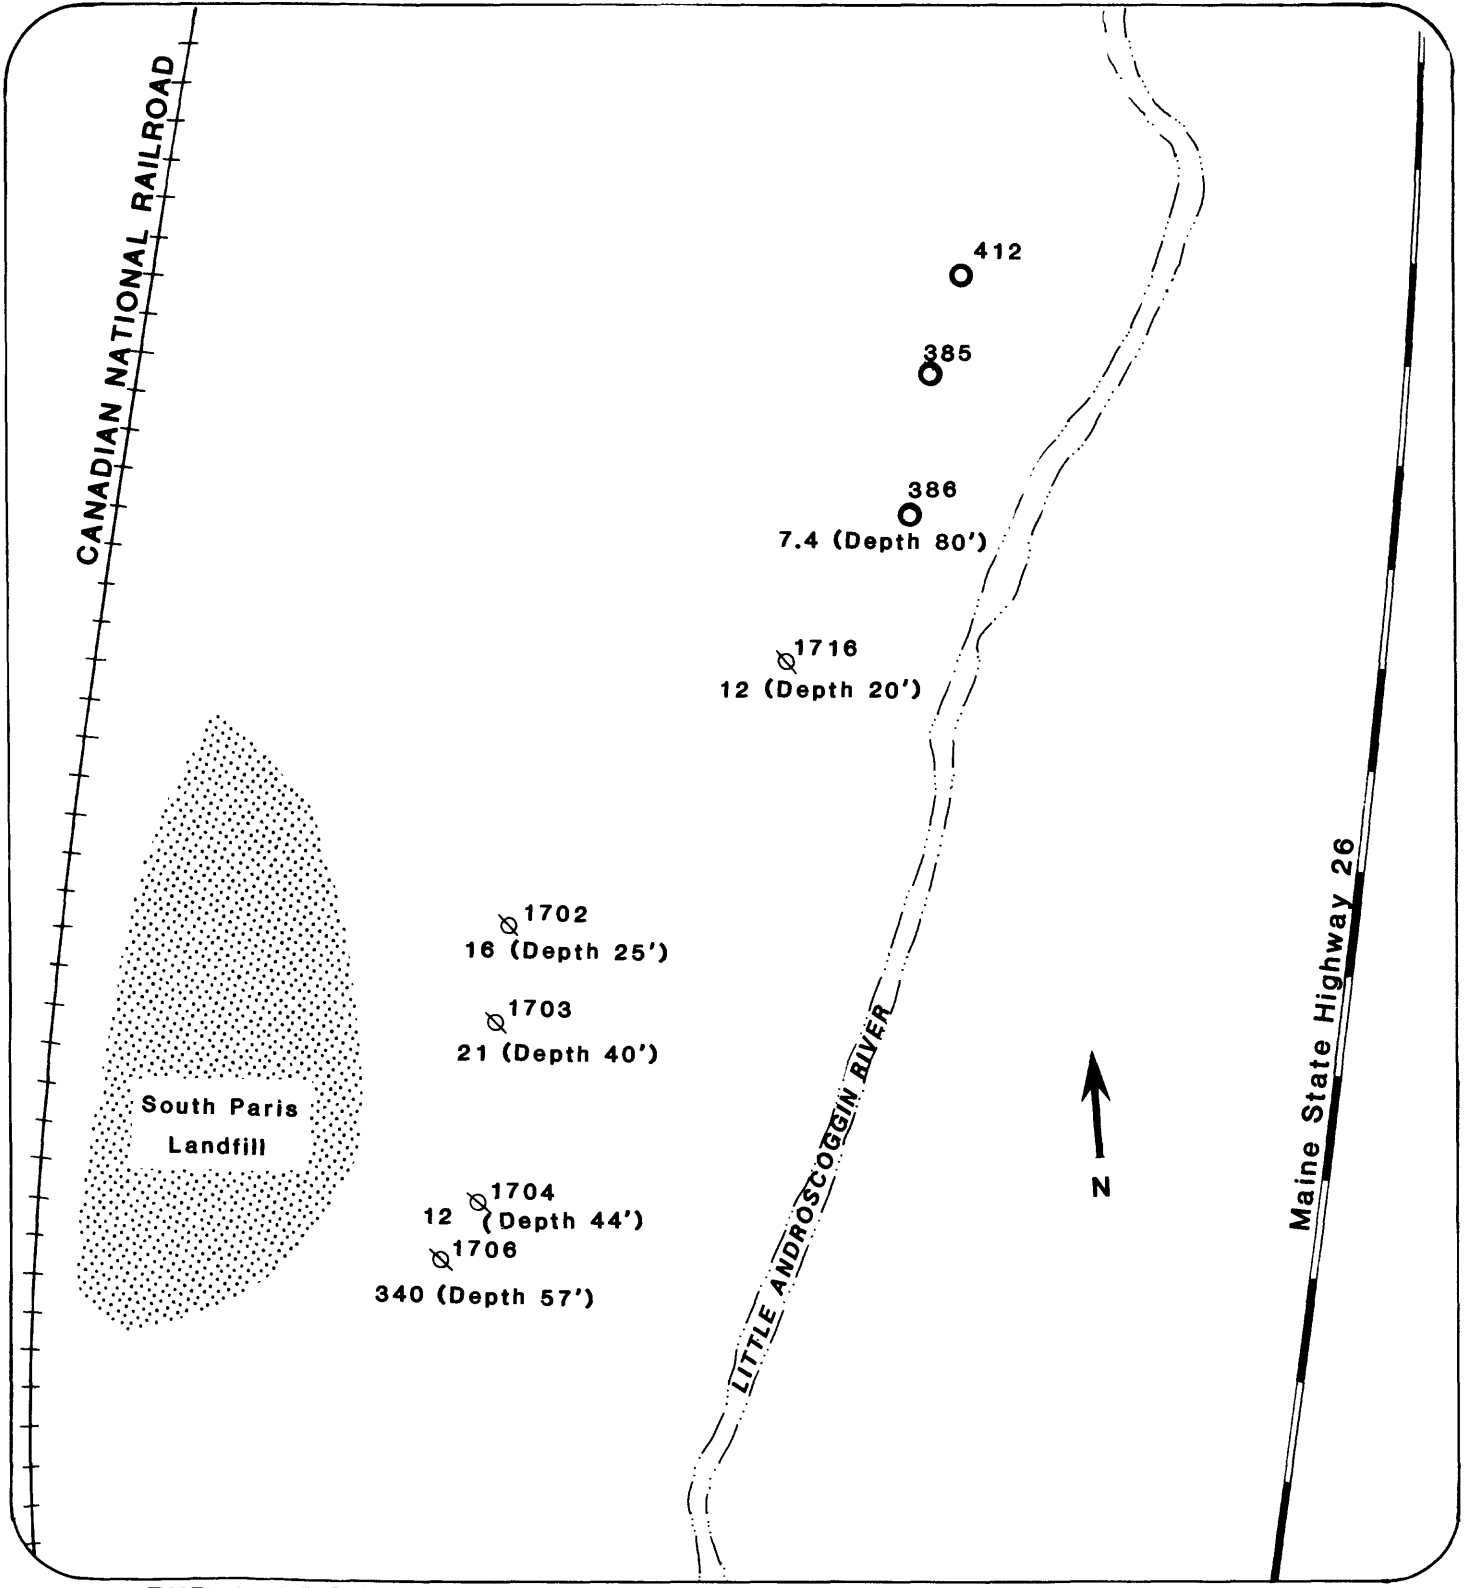 CANADIAN NATIONAL RAILROAD
412
385
386
7.4 (Depth 80')
1716
12 (Depth 20')
1702
16 (Depth 25')
1703
21 (Depth 40')
South Paris
Landfill
1704
12 (Depth 44')
1706
340 (Depth 57')
LITTLE ANDROSCOGGIN RIVER
N
Maine State Highway 26